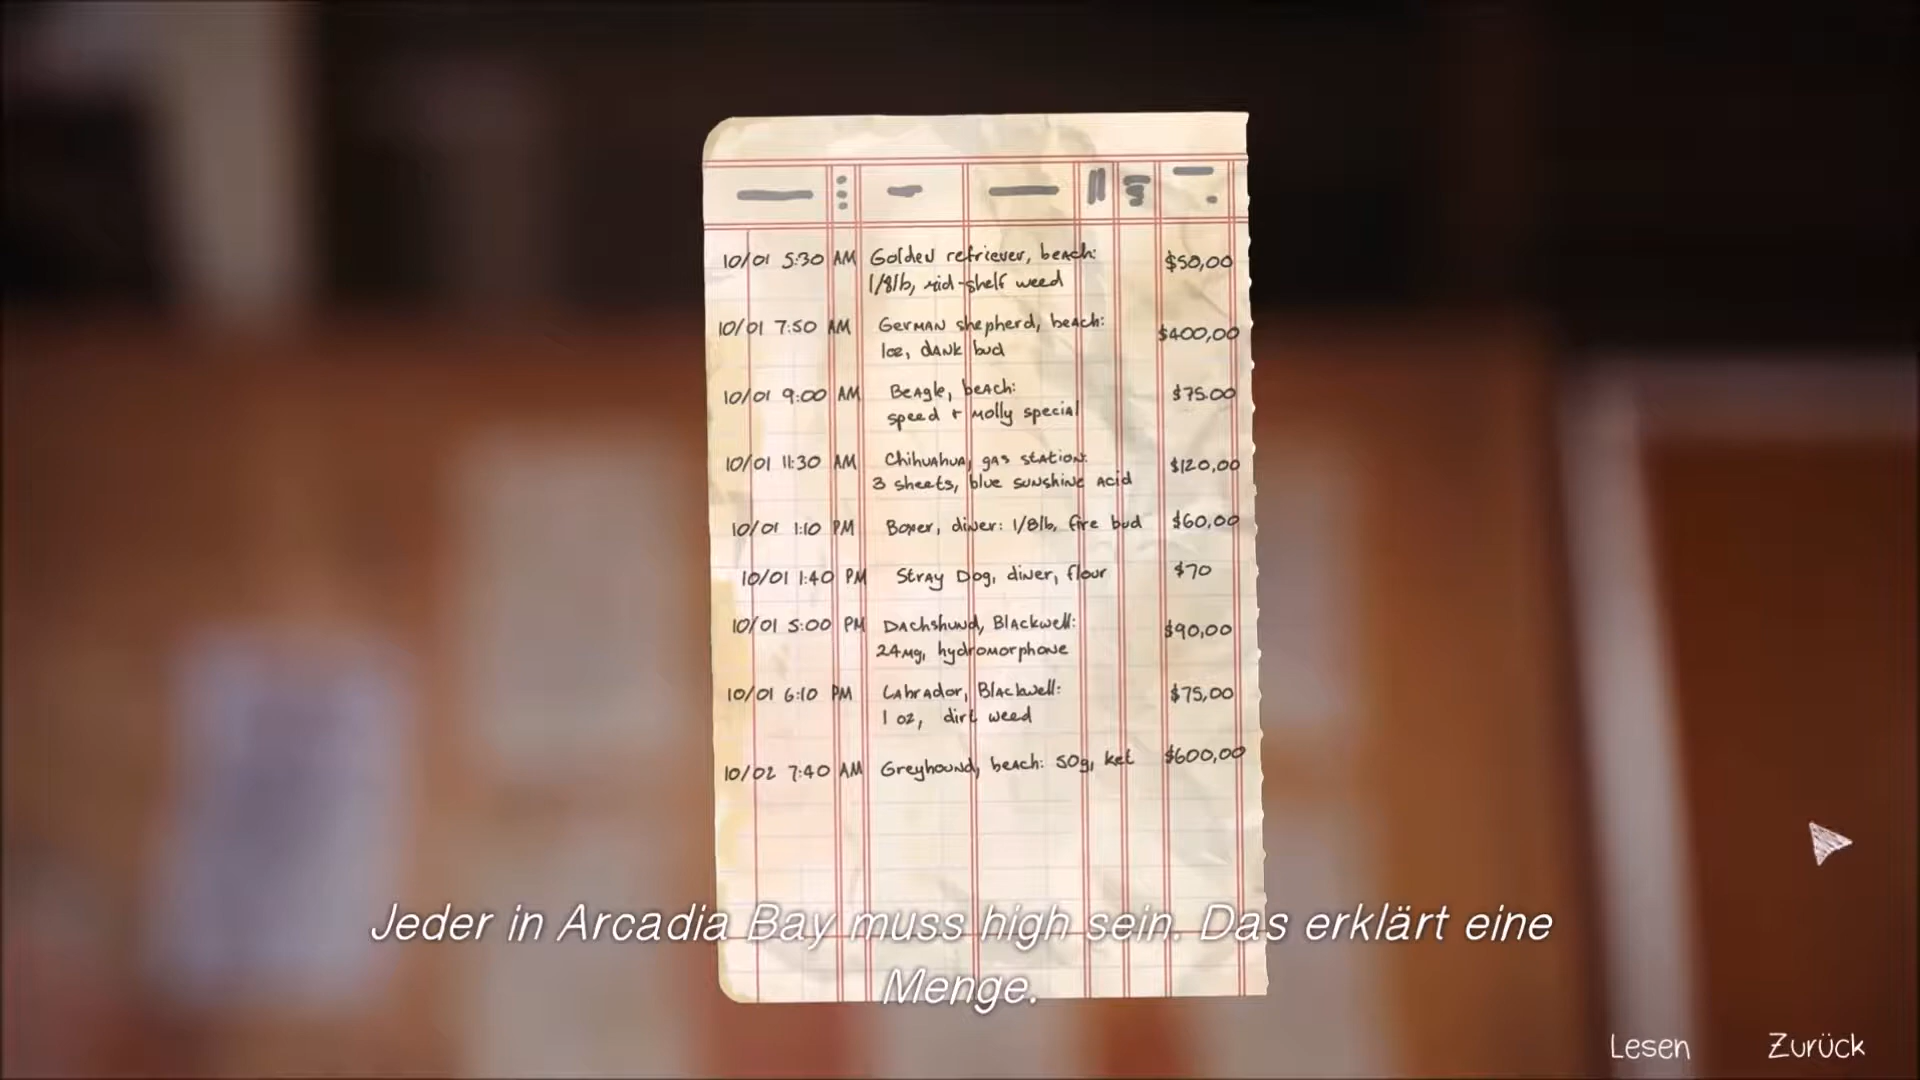 10/01 5:30 AM Golden retriever, beach: $50,00
1/8lb, mid-shelf weed
10/01 7:50 AM German shepherd, beach: $400,00
1oz, dank bud
10/01 9:00 AM Beagle, beach: $75.00
speed + Molly special
10/01 11:30 AM Chihuahua, gas station: $120,00
3 sheets, blue sunshine acid
10/01 1:10 PM Boxer, diner: 1/8lb, fire bud $60,00
10/01 1:40 PM Stray Dog, diner, flour $70
10/01 5:00 PM Dachshund, Blackwell: $90,00
24mg, hydromorphone
10/01 6:10 PM Labrador, Blackwell: $75,00
1 oz, dirt weed
10/02 7:40 AM Greyhound, beach: 50g, ket $600,00
Jeder in Arcadia Bay muss high sein. Das erklärt eine
Menge.
Lesen Zurück